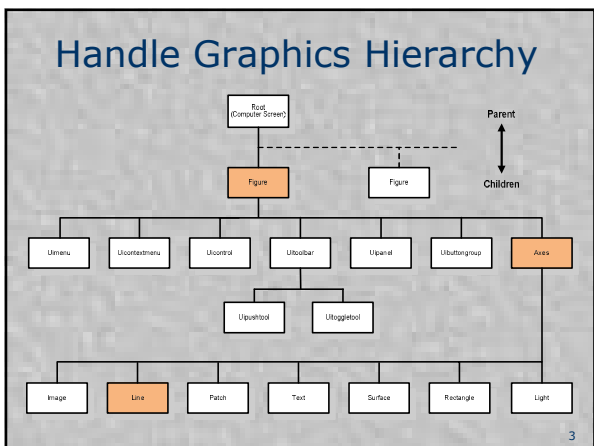 Handle Graphics Hierarchy
Root
(Computer Screen)
Parent
Children
Figure
Figure
Uimenu
Uicontextmenu
Uicontrol
Uitoolbar
Uipanel
Uibuttongroup
Axes
Uipushtool
Uitoggletool
Image
Line
Patch
Text
Surface
Rectangle
Light
3